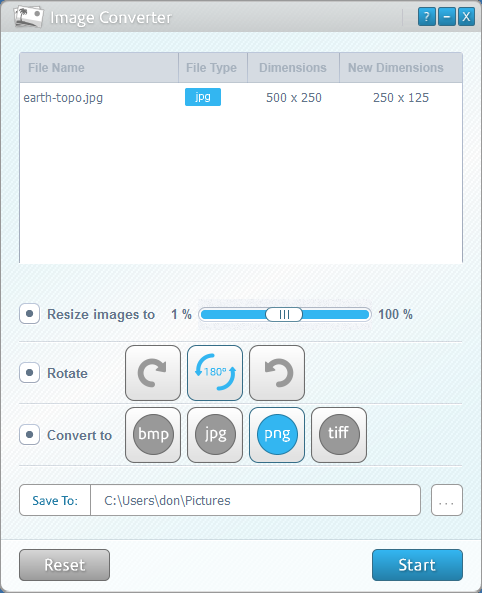 Image Converter ? – X
File Name File Type Dimensions New Dimensions
earth-topo.jpg jpg 500 x 250 250 x 125
Resize images to 1 % 100 %
Rotate 180°
Convert to bmp jpg png tiff
Save To: C:\Users\don\Pictures ...
Reset Start